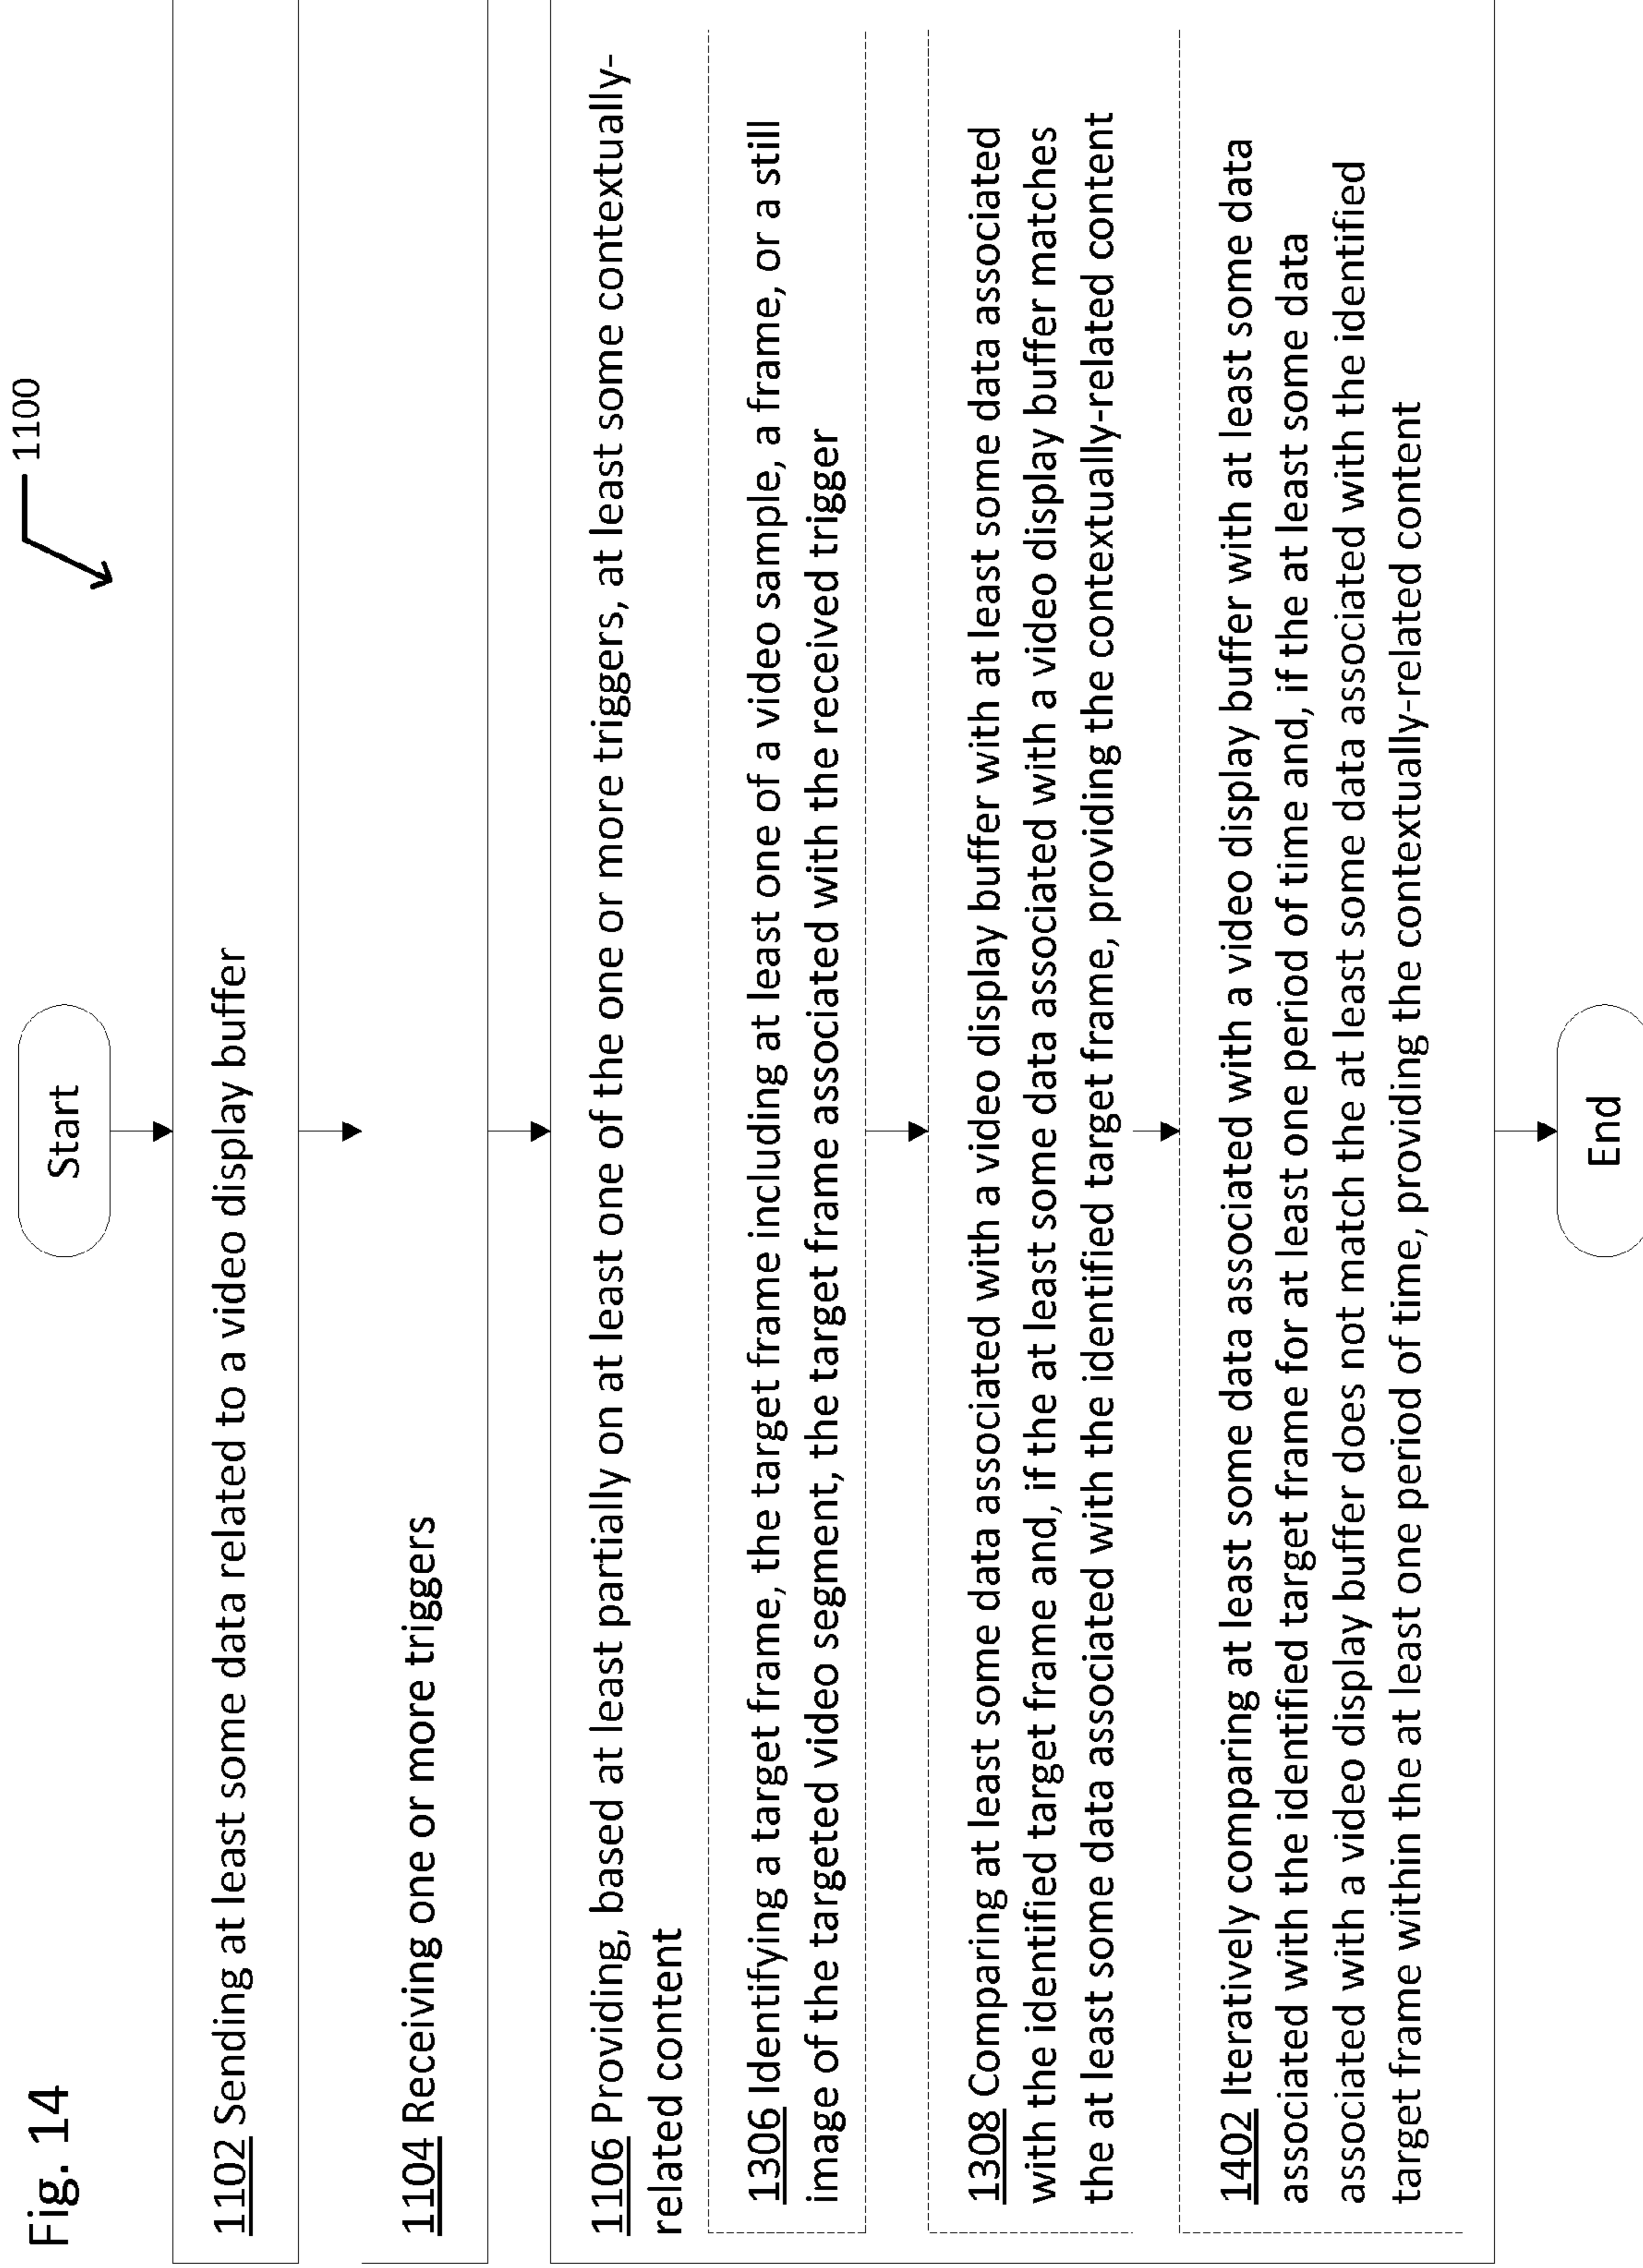 Fig. 14
1100
Start
1102 Sending at least some data related to a video display buffer
1104 Receiving one or more triggers
1106 Providing, based at least partially on at least one of the one or more triggers, at least some contextually-
related content
1306 Identifying a target frame, the target frame including at least one of a video sample, a frame, or a still
image of the targeted video segment, the target frame associated with the received trigger
1308 Comparing at least some data associated with a video display buffer with at least some data associated
with the identified target frame and, if the at least some data associated with a video display buffer matches
the at least some data associated with the identified target frame, providing the contextually-related content
1402 Iteratively comparing at least some data associated with a video display buffer with at least some data
associated with the identified target frame for at least one period of time and, if the at least some data
associated with a video display buffer does not match the at least some data associated with the identified
target frame within the at least one period of time, providing the contextually-related content
End